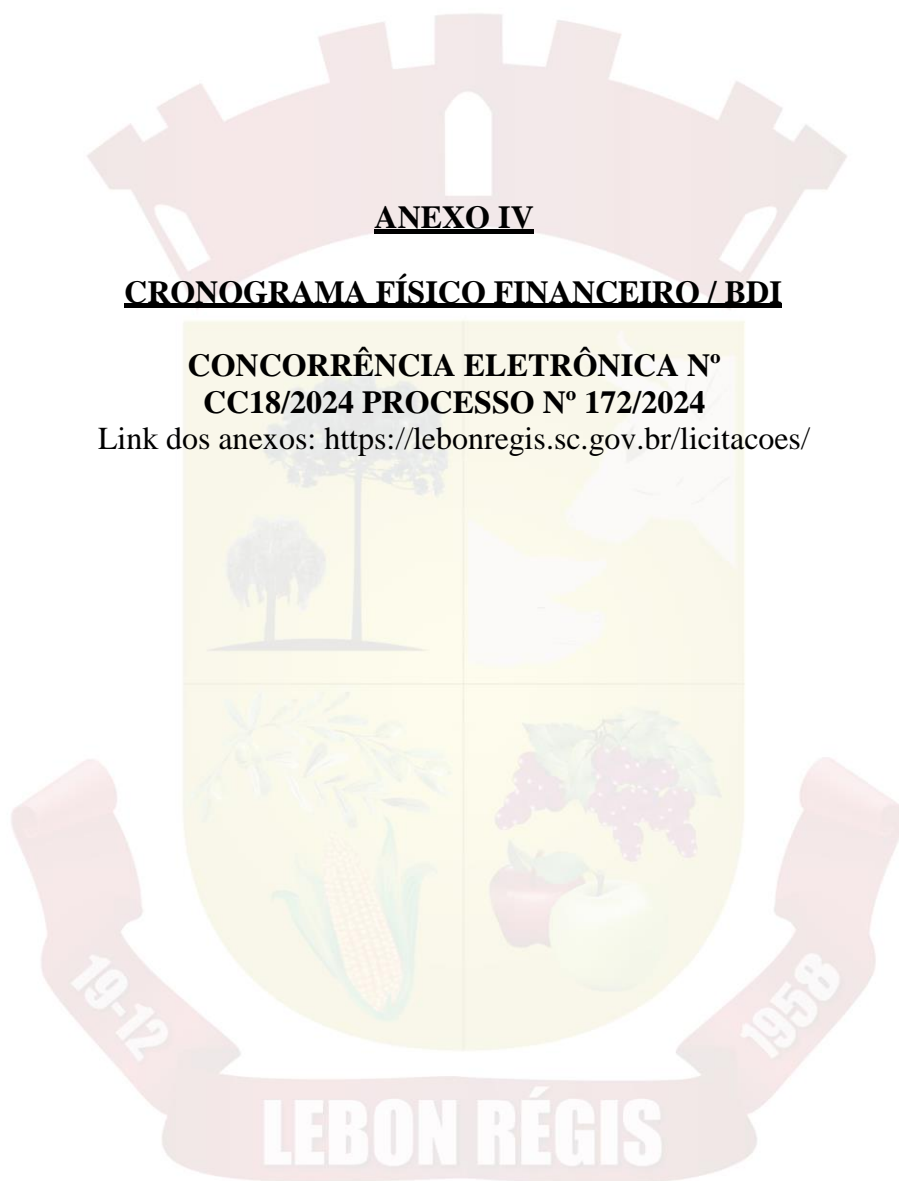 ANEXO IV
CRONOGRAMA FÍSICO FINANCEIRO / BDI
CONCORRÊNCIA ELETRÔNICA Nº
CC18/2024 PROCESSO Nº 172/2024
Link dos anexos: https://lebonregis.sc.gov.br/licitacoes/
19-12
1958
LEBON RÉGIS